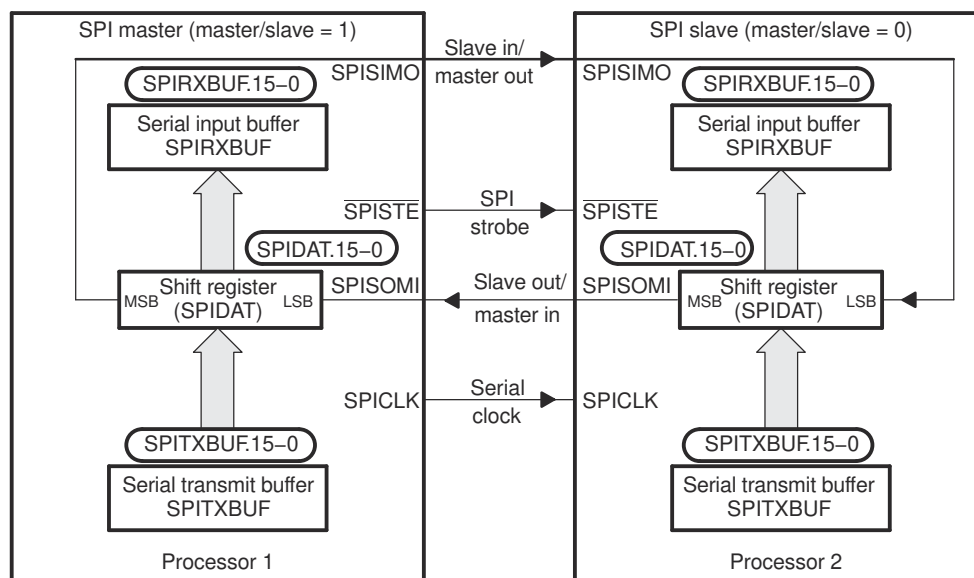 SPI master (master/slave = 1)
SPIRXBUF.15–0
Serial input buffer
SPIRXBUF
SPISIMO
SPISTE
SPIDAT.15–0
MSB
Shift register
(SPIDAT)
LSB
SPISOMI
SPICLK
SPITXBUF.15–0
Serial transmit buffer
SPITXBUF
Processor 1
Slave in/
master out
SPI
strobe
Slave out/
master in
Serial
clock
SPI slave (master/slave = 0)
SPISIMO
SPIRXBUF.15–0
Serial input buffer
SPIRXBUF
SPISTE
SPIDAT.15–0
SPISOMI
MSB
Shift register
(SPIDAT)
LSB
SPICLK
SPITXBUF.15–0
Serial transmit buffer
SPITXBUF
Processor 2